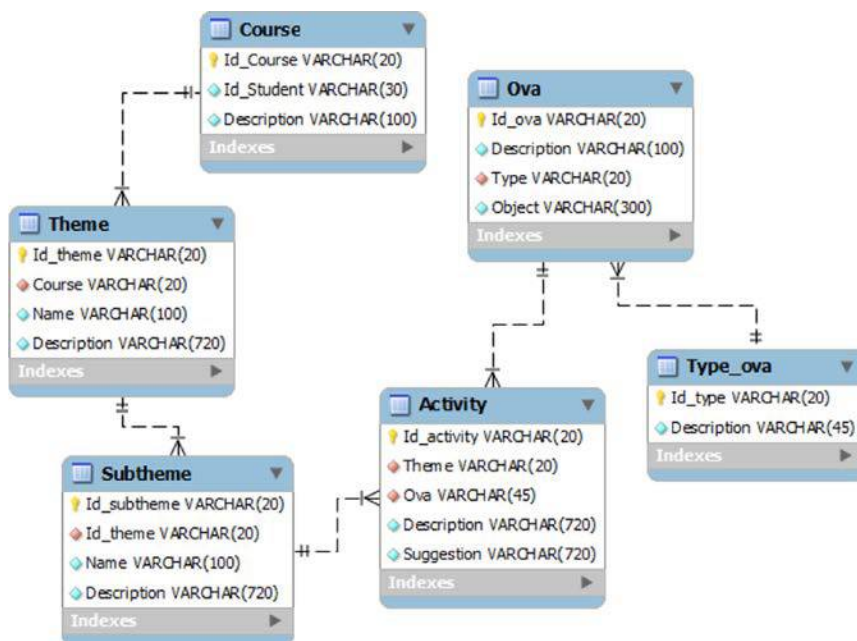 Course
Id_Course VARCHAR(20)
Id_Student VARCHAR(30)
Description VARCHAR(100)
Indexes
Ova
Id_ova VARCHAR(20)
Description VARCHAR(100)
Type VARCHAR(20)
Object VARCHAR(300)
Indexes
Theme
Id_theme VARCHAR(20)
Course VARCHAR(20)
Name VARCHAR(100)
Description VARCHAR(720)
Indexes
Type_ova
Id_type VARCHAR(20)
Description VARCHAR(45)
Indexes
Activity
Id_activity VARCHAR(20)
Theme VARCHAR(20)
Ova VARCHAR(45)
Description VARCHAR(720)
Suggestion VARCHAR(720)
Indexes
Subtheme
Id_subtheme VARCHAR(20)
Id_theme VARCHAR(20)
Name VARCHAR(100)
Description VARCHAR(720)
Indexes